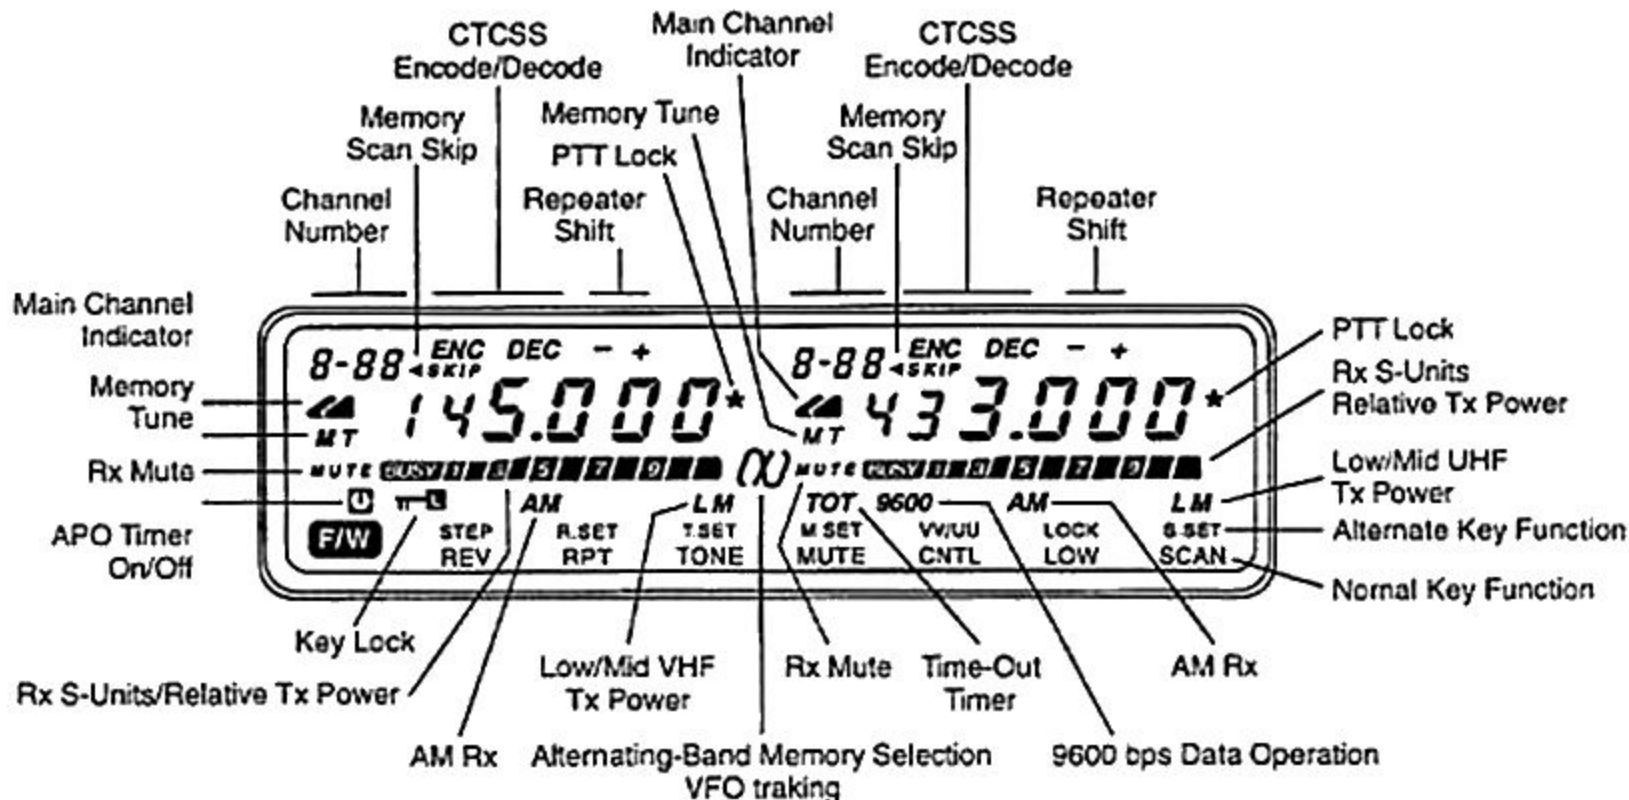 CTCSS
Encode/Decode
Main Channel
Indicator
CTCSS
Encode/Decode
Memory
Scan Skip
Memory Tune
PTT Lock
Memory
Scan Skip
Channel
Number
Repeater
Shift
Channel
Number
Repeater
Shift
Main Channel
Indicator
Memory
Tune
Rx Mute
APO Timer
On/Off
8-88 ◄SKIP ENC DEC - +
145.000*
MT
MUTE BUSY 1 3 5 7 9
L AM LM
F/W
STEP R.SET T.SET M.SET VV/UU LOCK S.SET
REV RPT TONE MUTE CNTL LOW SCAN
8-88 ◄SKIP ENC DEC - +
433.000*
MT
MUTE BUSY 1 3 5 7 9
TOT 9600 AM LM
PTT Lock
Rx S-Units
Relative Tx Power
Low/Mid UHF
Tx Power
Alternate Key Function
Nornal Key Function
Key Lock
Rx S-Units/Relative Tx Power
AM Rx
Low/Mid VHF
Tx Power
Alternating-Band Memory Selection
VFO traking
Rx Mute
Time-Out
Timer
9600 bps Data Operation
AM Rx